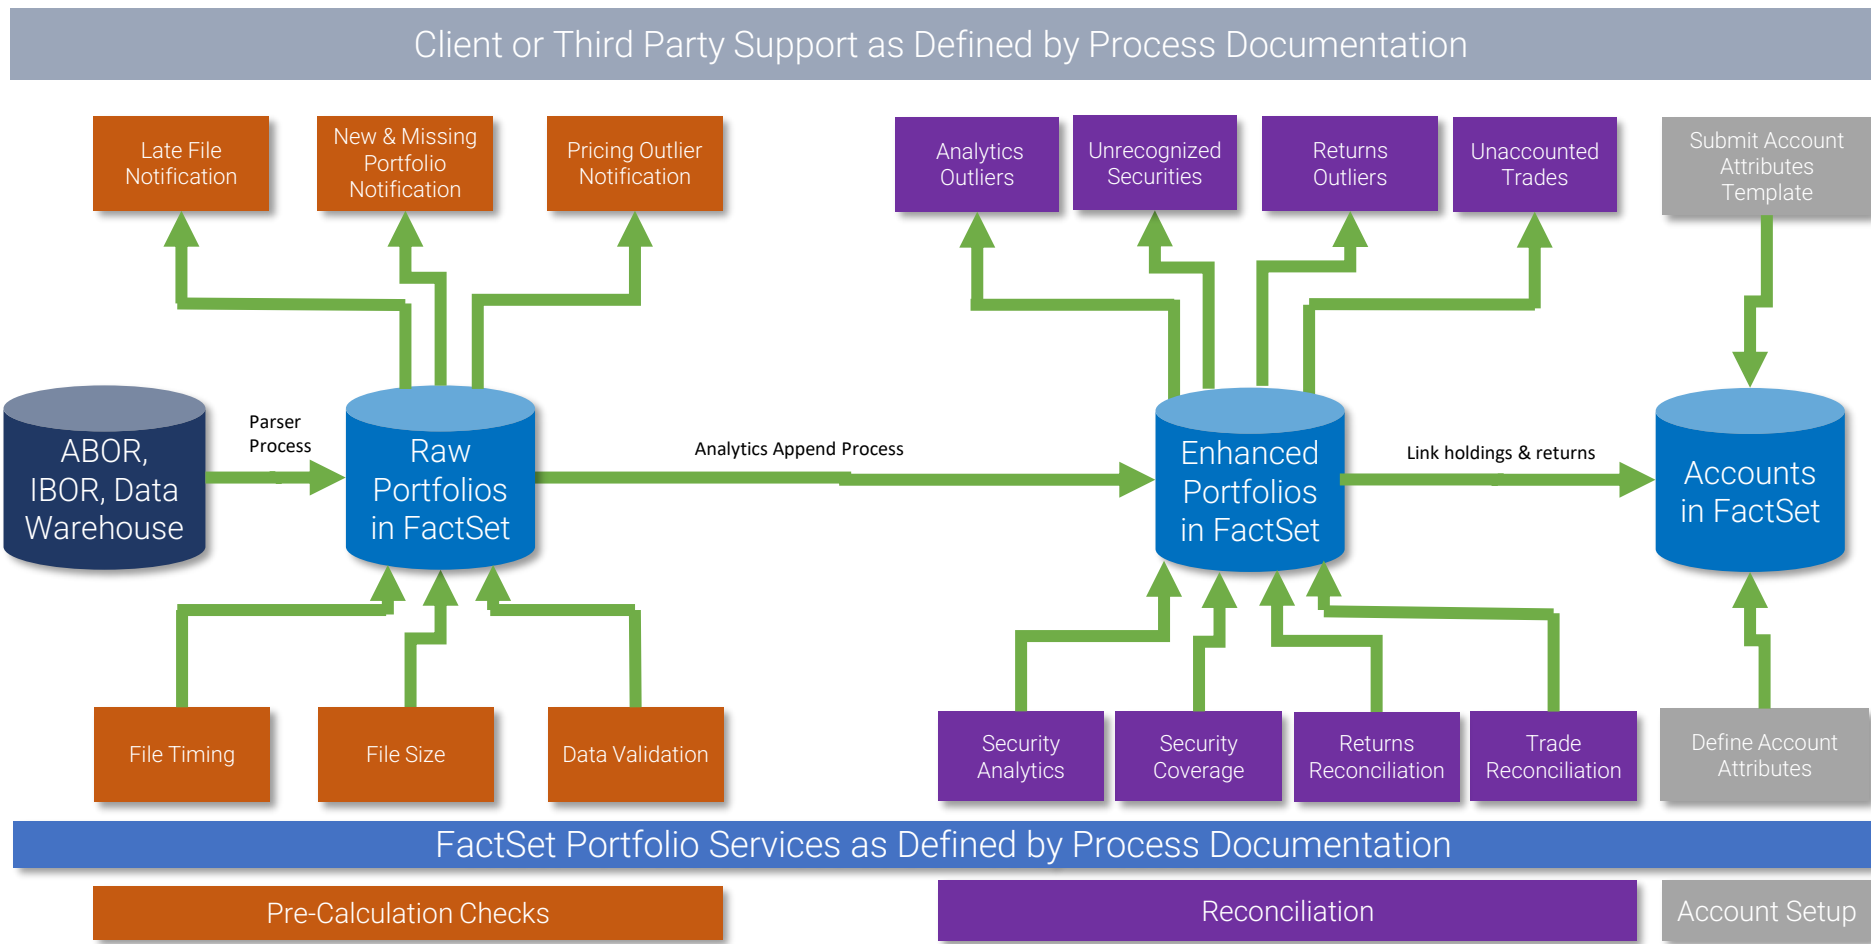 Client or Third Party Support as Defined by Process Documentation
Late File
Notification
New & Missing
Portfolio
Notification
Pricing Outlier
Notification
Analytics
Outliers
Unrecognized
Securities
Returns
Outliers
Unaccounted
Trades
Submit Account
Attributes
Template
ABOR,
IBOR, Data
Warehouse
Parser
Process
Raw
Portfolios
in FactSet
Analytics Append Process
Enhanced
Portfolios
in FactSet
Link holdings & returns
Accounts
in FactSet
File Timing
File Size
Data Validation
Security
Analytics
Security
Coverage
Returns
Reconciliation
Trade
Reconciliation
Define Account
Attributes
FactSet Portfolio Services as Defined by Process Documentation
Pre-Calculation Checks
Reconciliation
Account Setup